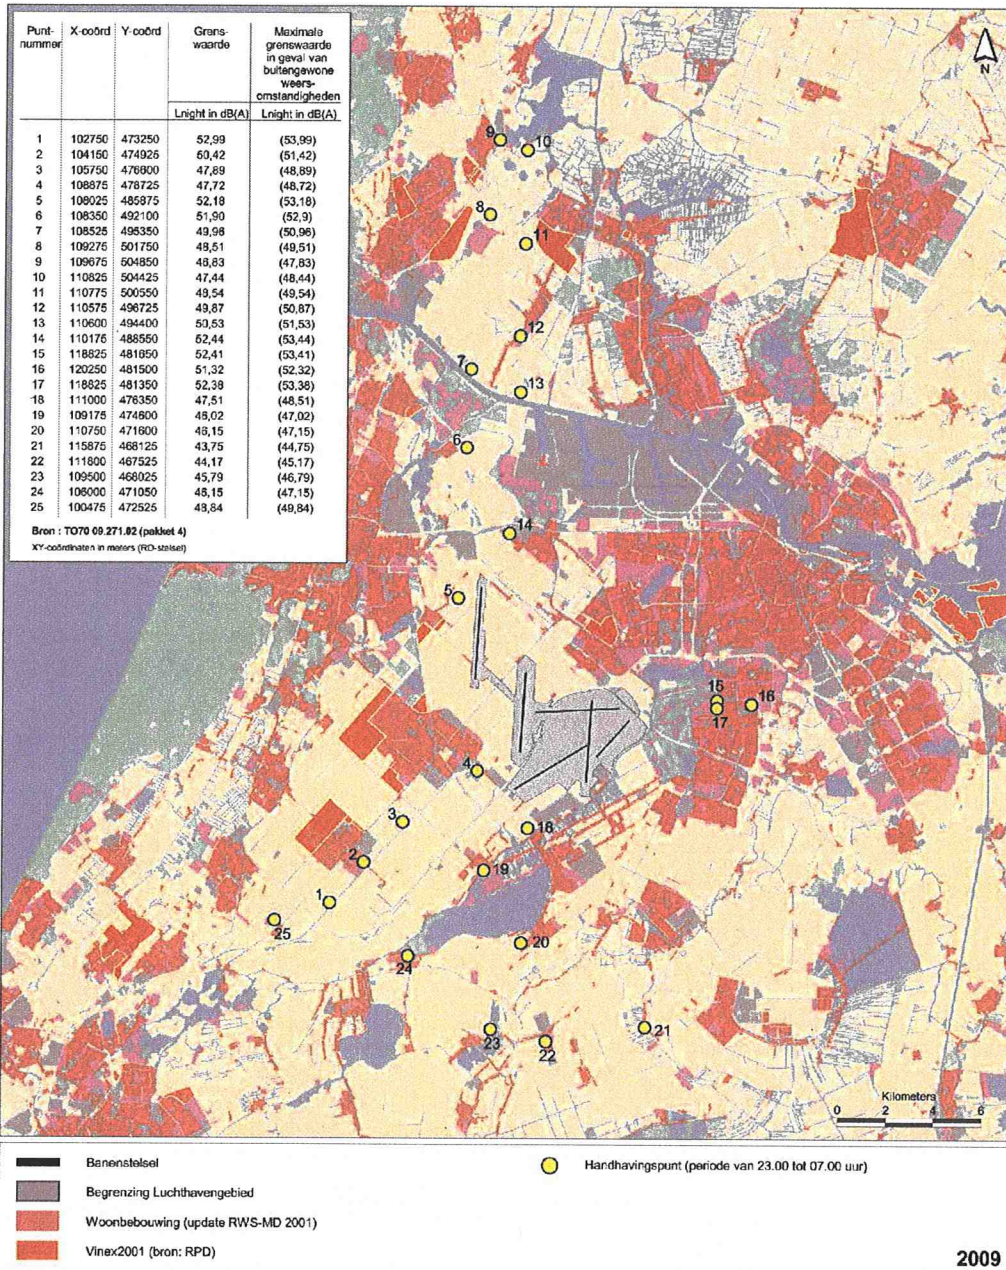 Punt- X-coörd Y-coörd Grens- Maximale
nummer waarde grenswaarde
in geval van
buitengewone
weers-
omstandigheden
Lnight in dB(A) Lnight in dB(A)
1 102750 473250 52,99 (53,99)
2 104150 474925 50,42 (51,42)
3 105750 476600 47,89 (48,89)
4 108875 478725 47,72 (48,72)
5 108025 485875 52,18 (53,18)
6 108350 492100 51,90 (52,9)
7 108525 495350 49,96 (50,96)
8 109275 501750 48,51 (49,51)
9 109675 504850 46,83 (47,83)
10 110825 504425 47,44 (48,44)
11 110775 500550 48,54 (49,54)
12 110575 496725 49,87 (50,87)
13 110600 494400 50,53 (51,53)
14 110175 488550 52,44 (53,44)
15 118825 481650 52,41 (53,41)
16 120250 481500 51,32 (52,32)
17 118825 481350 52,38 (53,38)
18 111000 476350 47,51 (48,51)
19 109175 474600 46,02 (47,02)
20 110750 471600 46,15 (47,15)
21 115875 468125 43,75 (44,75)
22 111800 467525 44,17 (45,17)
23 109500 468025 45,79 (46,79)
24 106000 471050 46,15 (47,15)
25 100475 472525 48,84 (49,84)
Bron : TO70 09.271.02 (pakket 4)
XY-coördinaten in meters (RD-stelsel)
N
9
10
8
11
12
7
13
6
14
5
15
16
17
4
3
18
2
19
1
25
20
24
21
23
22
Kilometers
0 2 4 6
Banenstelsel
Handhavingspunt (periode van 23.00 tot 07.00 uur)
Begrenzing Luchthavengebied
Woonbebouwing (update RWS-MD 2001)
Vinex2001 (bron: RPD)
2009